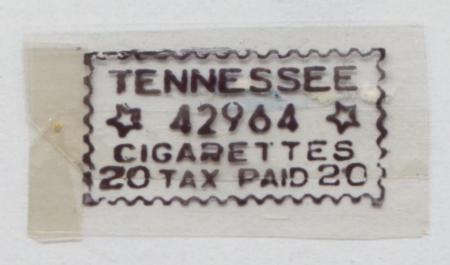 TENNESSEE
☆ 42964 ☆
CIGARETTES
20 TAX PAID 20